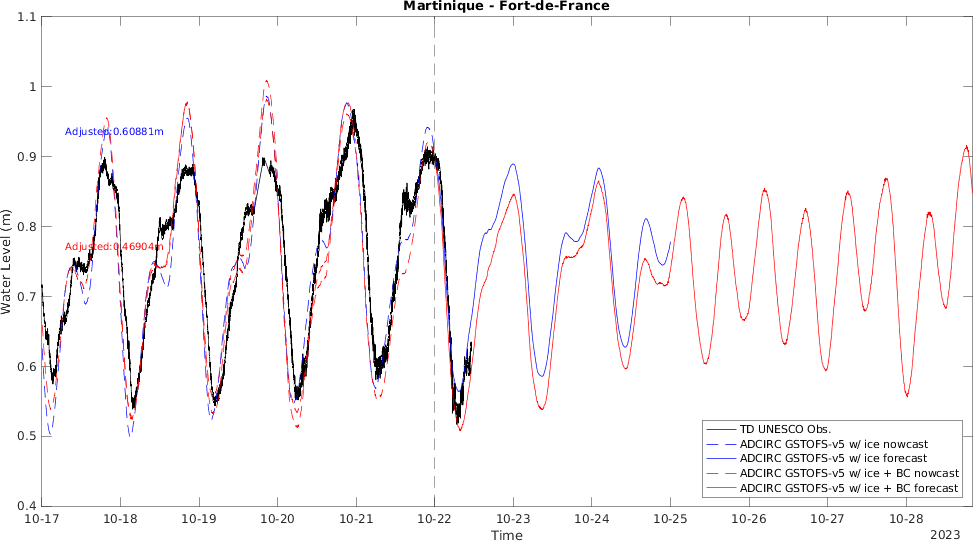 Martinique - Fort-de-France
1.1
1
0.9
0.8
0.7
0.6
0.5
0.4
Water Level (m)
Adjusted:0.60881m
Adjusted:0.46904m
TD UNESCO Obs.
ADCIRC GSTOFS-v5 w/ ice nowcast
ADCIRC GSTOFS-v5 w/ ice forecast
ADCIRC GSTOFS-v5 w/ ice + BC nowcast
ADCIRC GSTOFS-v5 w/ ice + BC forecast
10-17 10-18 10-19 10-20 10-21 10-22 10-23 10-24 10-25 10-26 10-27 10-28
Time
2023